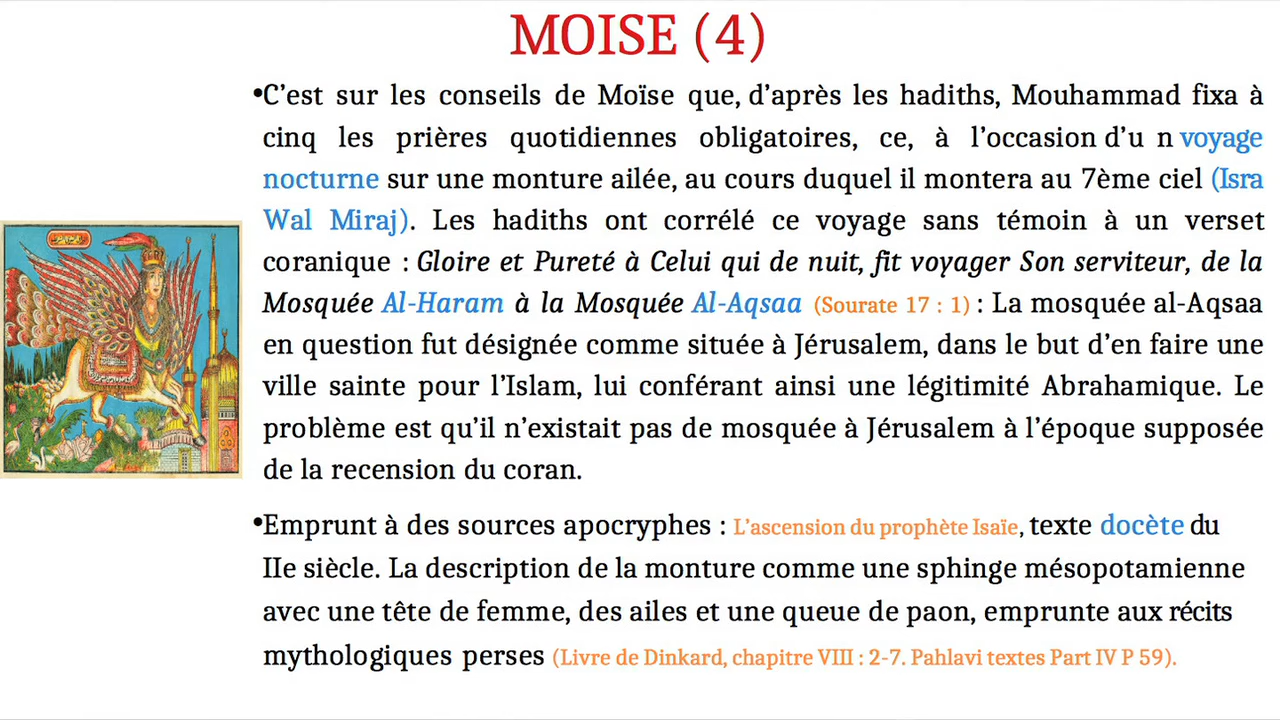 MOISE (4)
•C’est sur les conseils de Moïse que, d’après les hadiths, Mouhammad fixa à
cinq les prières quotidiennes obligatoires, ce, à l’occasion d’u n voyage
nocturne sur une monture ailée, au cours duquel il montera au 7ème ciel (Isra
Wal Miraj). Les hadiths ont corrélé ce voyage sans témoin à un verset
coranique : Gloire et Pureté à Celui qui de nuit, fit voyager Son serviteur, de la
Mosquée Al-Haram à la Mosquée Al-Aqsaa (Sourate 17 : 1) : La mosquée al-Aqsaa
en question fut désignée comme située à Jérusalem, dans le but d’en faire une
ville sainte pour l’Islam, lui conférant ainsi une légitimité Abrahamique. Le
problème est qu’il n’existait pas de mosquée à Jérusalem à l’époque supposée
de la recension du coran.
•Emprunt à des sources apocryphes : L’ascension du prophète Isaïe, texte docète du
IIe siècle. La description de la monture comme une sphinge mésopotamienne
avec une tête de femme, des ailes et une queue de paon, emprunte aux récits
mythologiques perses (Livre de Dinkard, chapitre VIII : 2-7. Pahlavi textes Part IV P 59).